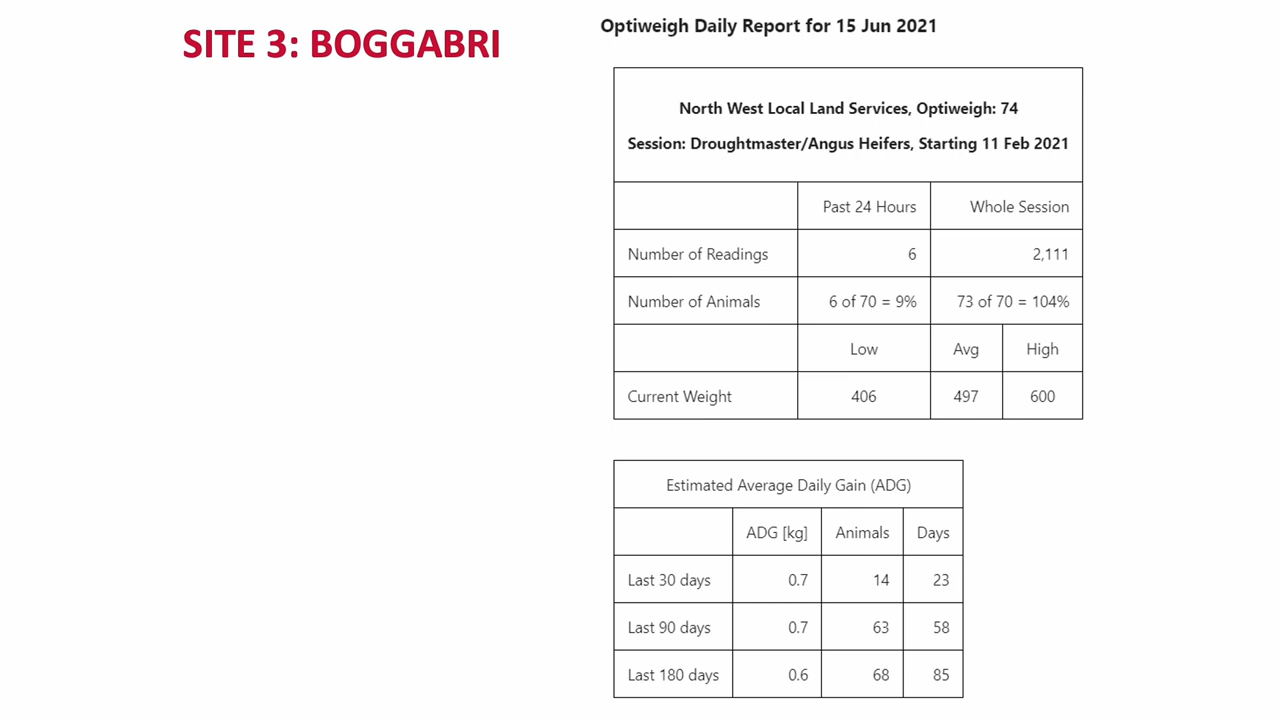 SITE 3: BOGGABRI
Optiweigh Daily Report for 15 Jun 2021
North West Local Land Services, Optiweigh: 74
Session: Droughtmaster/Angus Heifers, Starting 11 Feb 2021
Past 24 Hours Whole Session
Number of Readings 6 2,111
Number of Animals 6 of 70 = 9% 73 of 70 = 104%
Low Avg High
Current Weight 406 497 600
Estimated Average Daily Gain (ADG)
ADG [kg] Animals Days
Last 30 days 0.7 14 23
Last 90 days 0.7 63 58
Last 180 days 0.6 68 85